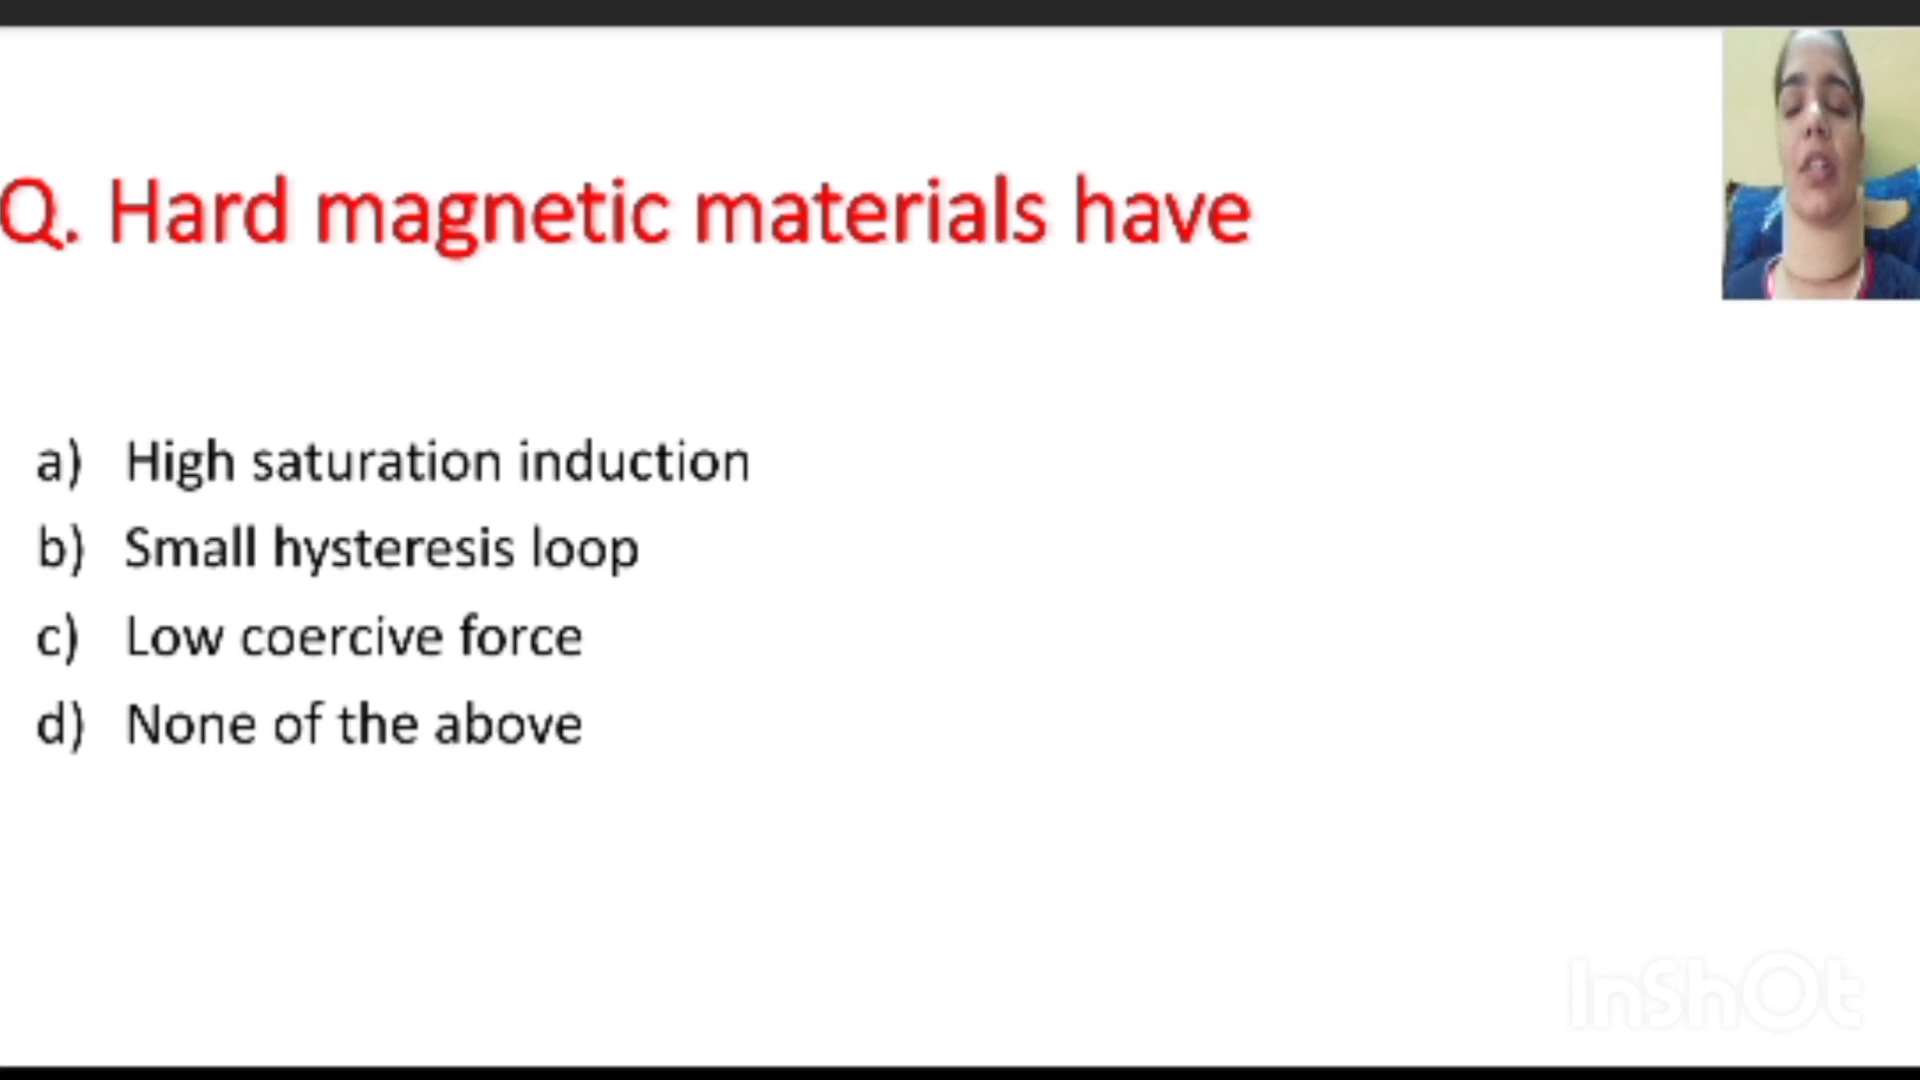 Q. Hard magnetic materials have
a) High saturation induction
b) Small hysteresis loop
c) Low coercive force
d) None of the above
InShOt